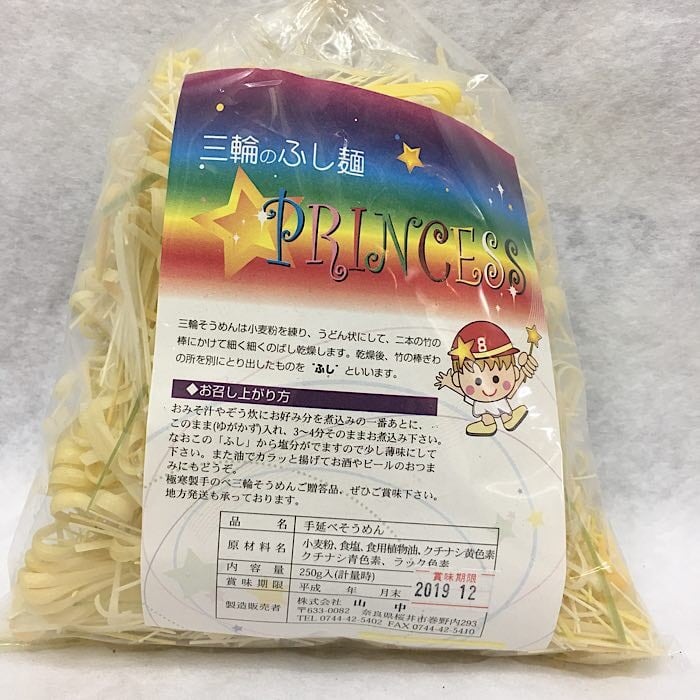 三輪のふし麺
PRINCESS
三輪そうめんは小麦粉を練り、うどん状にして、二本の竹の
棒にかけて細く細くのばし乾燥します。乾燥後、竹の棒ぎわ
の所を別にとり出したものを "ふし" といいます。
8
◆お召し上がり方
おみそ汁やぞう炊にお好み分を煮込みの一番あとに、
このまま(ゆがかず)入れ、3~4分そのままお煮込み下さい。
なおこの「ふし」から塩分がでますので少し薄味にして
下さい。また油でカラッと揚げてお酒やビールのおつま
みにもどうぞ。
極寒製手のべ三輪そうめんご贈答品、ぜひご賞味下さい。
地方発送も承っております。
品 名 手延べそうめん
原材料名 小麦粉、食塩、食用植物油、クチナシ黄色素
クチナシ青色素、ラック色素
内容量 250g入(計量時)
賞味期限 平成 年 月末
賞味期限
2019 12
製造販売者 株式会社 山 中
〒633-0082 奈良県桜井市巻野内293
TEL 0744-42-5402 FAX 0744-42-5410